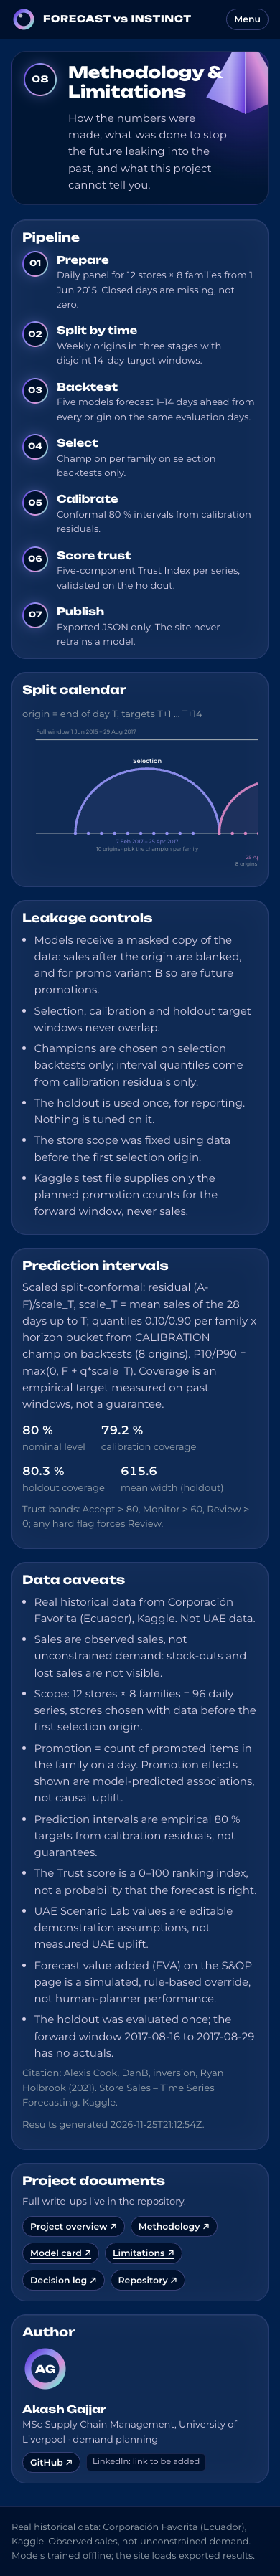 FORECAST vs INSTINCT
Menu
08
Methodology &
Limitations
How the numbers were
made, what was done to stop
the future leaking into the
past, and what this project
cannot tell you.
Pipeline
01
Prepare
Daily panel for 12 stores × 8 families from 1
Jun 2015. Closed days are missing, not
zero.
02
Split by time
Weekly origins in three stages with
disjoint 14-day target windows.
03
Backtest
Five models forecast 1–14 days ahead from
every origin on the same evaluation days.
04
Select
Champion per family on selection
backtests only.
05
Calibrate
Conformal 80 % intervals from calibration
residuals.
06
Score trust
Five-component Trust Index per series,
validated on the holdout.
07
Publish
Exported JSON only. The site never
retrains a model.
Split calendar
origin = end of day T, targets T+1 … T+14
Full window 1 Jun 2015 – 29 Aug 2017
Selection
7 Feb 2017 – 25 Apr 2017
10 origins · pick the champion per family
25 Ap
8 origins
Leakage controls
• Models receive a masked copy of the
data: sales after the origin are blanked,
and for promo variant B so are future
promotions.
• Selection, calibration and holdout target
windows never overlap.
• Champions are chosen on selection
backtests only; interval quantiles come
from calibration residuals only.
• The holdout is used once, for reporting.
Nothing is tuned on it.
• The store scope was fixed using data
before the first selection origin.
• Kaggle's test file supplies only the
planned promotion counts for the
forward window, never sales.
Prediction intervals
Scaled split-conformal: residual (A-
F)/scale_T, scale_T = mean sales of the 28
days up to T; quantiles 0.10/0.90 per family x
horizon bucket from CALIBRATION
champion backtests (8 origins). P10/P90 =
max(0, F + q*scale_T). Coverage is an
empirical target measured on past
windows, not a guarantee.
80 %
nominal level
79.2 %
calibration coverage
80.3 %
holdout coverage
615.6
mean width (holdout)
Trust bands: Accept ≥ 80, Monitor ≥ 60, Review ≥
0; any hard flag forces Review.
Data caveats
• Real historical data from Corporación
Favorita (Ecuador), Kaggle. Not UAE data.
• Sales are observed sales, not
unconstrained demand: stock-outs and
lost sales are not visible.
• Scope: 12 stores × 8 families = 96 daily
series, stores chosen with data before the
first selection origin.
• Promotion = count of promoted items in
the family on a day. Promotion effects
shown are model-predicted associations,
not causal uplift.
• Prediction intervals are empirical 80 %
targets from calibration residuals, not
guarantees.
• The Trust score is a 0–100 ranking index,
not a probability that the forecast is right.
• UAE Scenario Lab values are editable
demonstration assumptions, not
measured UAE uplift.
• Forecast value added (FVA) on the S&OP
page is a simulated, rule-based override,
not human-planner performance.
• The holdout was evaluated once; the
forward window 2017-08-16 to 2017-08-29
has no actuals.
Citation: Alexis Cook, DanB, inversion, Ryan
Holbrook (2021). Store Sales – Time Series
Forecasting. Kaggle.
Results generated 2026-11-25T21:12:54Z.
Project documents
Full write-ups live in the repository.
Project overview ↗
Methodology ↗
Model card ↗
Limitations ↗
Decision log ↗
Repository ↗
Author
AG
Akash Gajjar
MSc Supply Chain Management, University of
Liverpool · demand planning
GitHub ↗
LinkedIn: link to be added
Real historical data: Corporación Favorita (Ecuador),
Kaggle. Observed sales, not unconstrained demand.
Models trained offline; the site loads exported results.